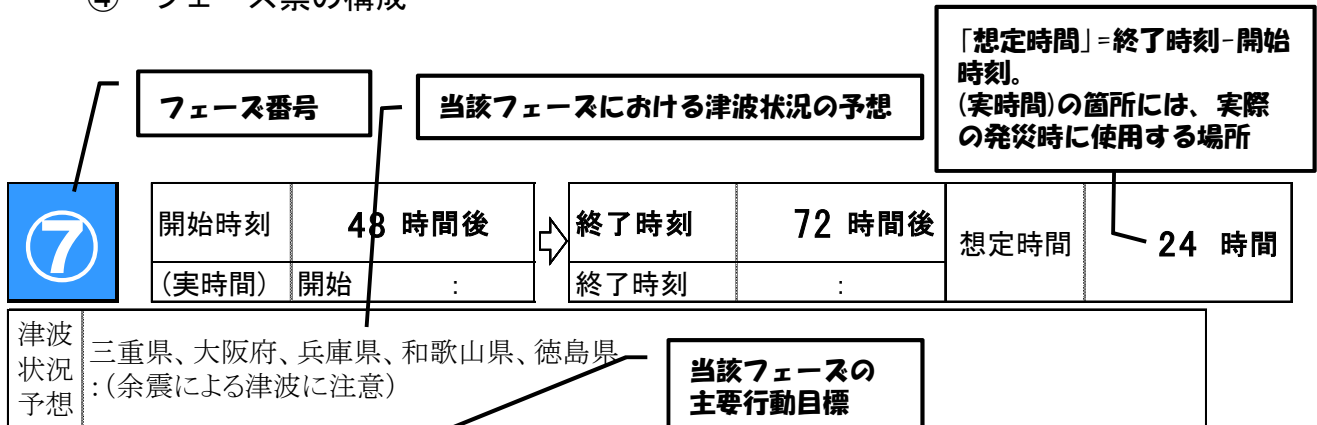 ④ フェーズ票の構成
「想定時間」=終了時刻-開始
時刻。
(実時間)の箇所には、実際
の発災時に使用する場所
フェーズ番号
当該フェーズにおける津波状況の予想
⑦
開始時刻 48 時間後 終了時刻 72 時間後 想定時間 24 時間
(実時間) 開始 : 終了時刻 :
津波
状況
予想
三重県、大阪府、兵庫県、和歌山県、徳島県
:(余震による津波に注意)
当該フェーズの
主要行動目標